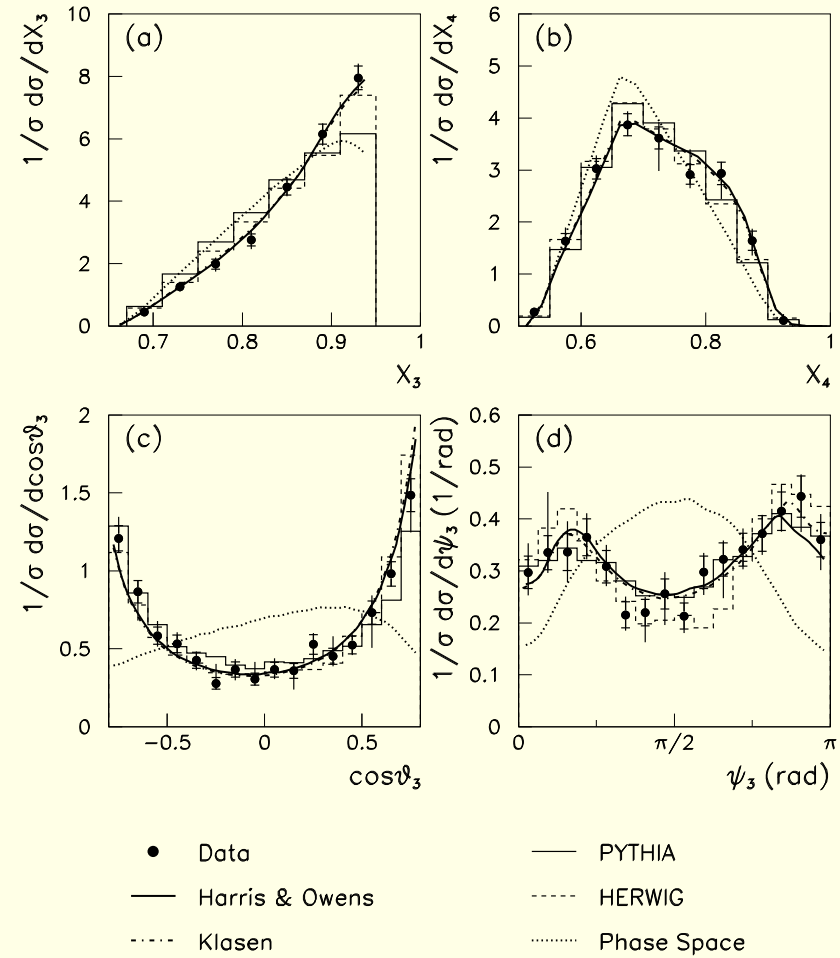 (a)
1/σ dσ/dX₃
10
8
6
4
2
0
0.7 0.8 0.9 1
X₃
(b)
1/σ dσ/dX₄
6
5
4
3
2
1
0
0.6 0.8 1
X₄
(c)
1/σ dσ/dcosϑ₃
2
1.5
1
0.5
0
−0.5 0 0.5
cosϑ₃
(d)
1/σ dσ/dψ₃ (1/rad)
0.6
0.5
0.4
0.3
0.2
0.1
0
0 π/2 π
ψ₃ (rad)
Data
Harris & Owens
Klasen
PYTHIA
HERWIG
Phase Space